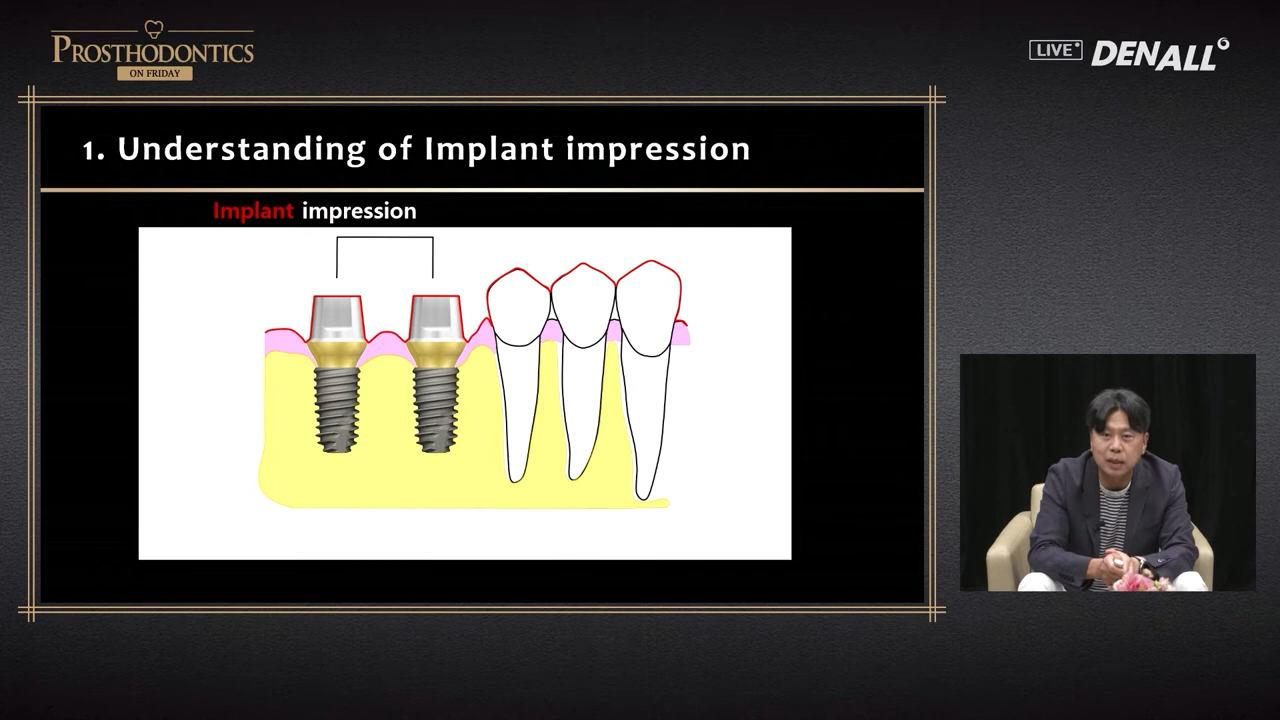 PROSTHODONTICS
ON FRIDAY
LIVE
DENALL
1. Understanding of Implant impression
Implant impression